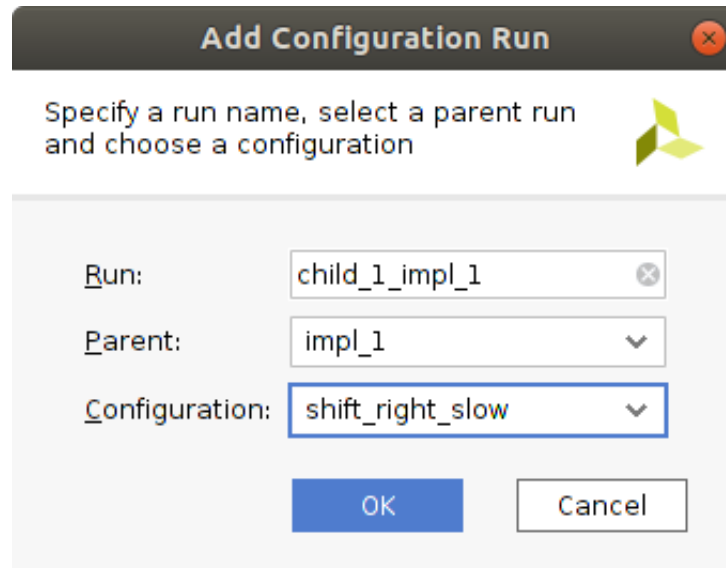 Add Configuration Run
Specify a run name, select a parent run
and choose a configuration
Run: child_1_impl_1
Parent: impl_1
Configuration: shift_right_slow
OK Cancel